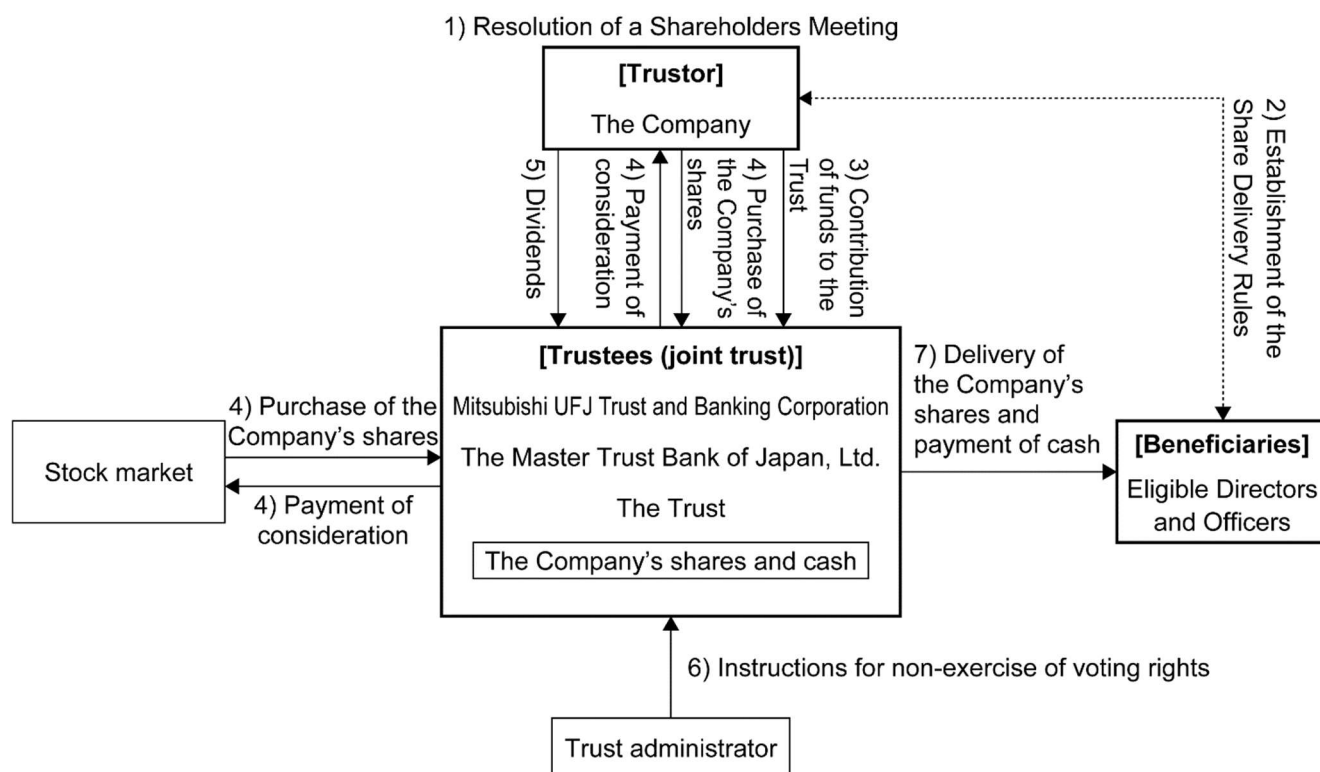 1) Resolution of a Shareholders Meeting
[Trustor]
The Company
2) Establishment of the
Share Delivery Rules
5) Dividends
4) Payment of
consideration
4) Purchase of
the Company's
shares
3) Contribution
of funds to the
Trust
[Trustees (joint trust)]
Mitsubishi UFJ Trust and Banking Corporation
The Master Trust Bank of Japan, Ltd.
The Trust
The Company's shares and cash
4) Purchase of the
Company's shares
Stock market
4) Payment of
consideration
7) Delivery of
the Company's
shares and
payment of cash
[Beneficiaries]
Eligible Directors
and Officers
6) Instructions for non-exercise of voting rights
Trust administrator